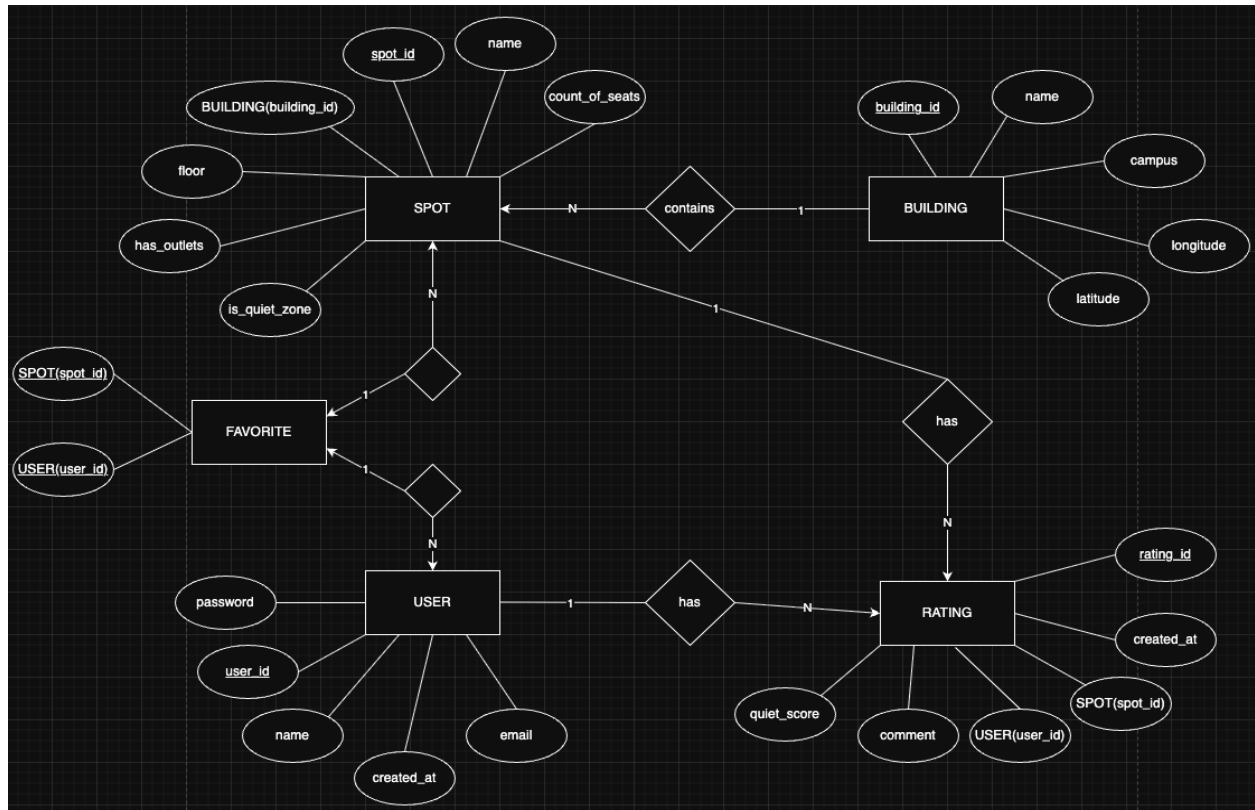 spot_id
name
BUILDING(building_id)
count_of_seats
building_id
name
floor
campus
SPOT
N
contains
1
BUILDING
has_outlets
longitude
N
is_quiet_zone
latitude
1
SPOT(spot_id)
1
FAVORITE
has
USER(user_id)
1
N
N
rating_id
password
USER
1
has
N
RATING
created_at
user_id
quiet_score
comment
USER(user_id)
SPOT(spot_id)
name
created_at
email